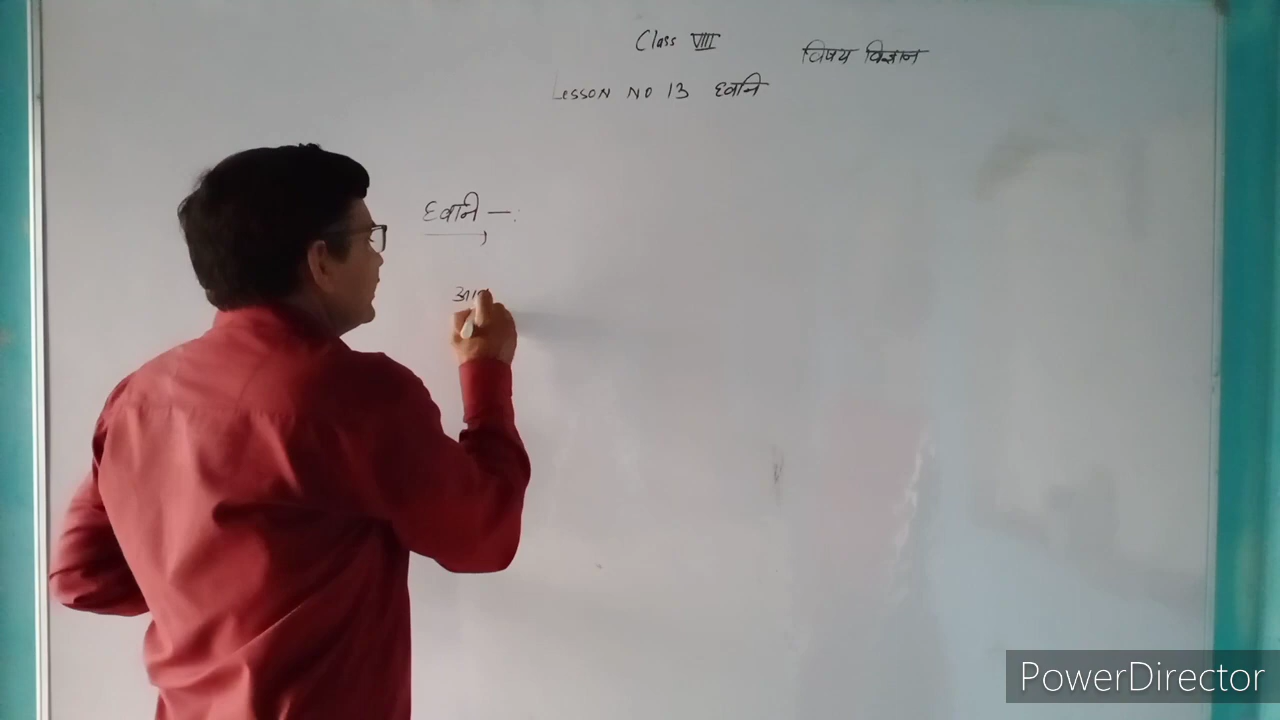 Class VIII
विषय विज्ञान
Lesson NO 13 ध्वनि
ध्वनि —:
PowerDirector